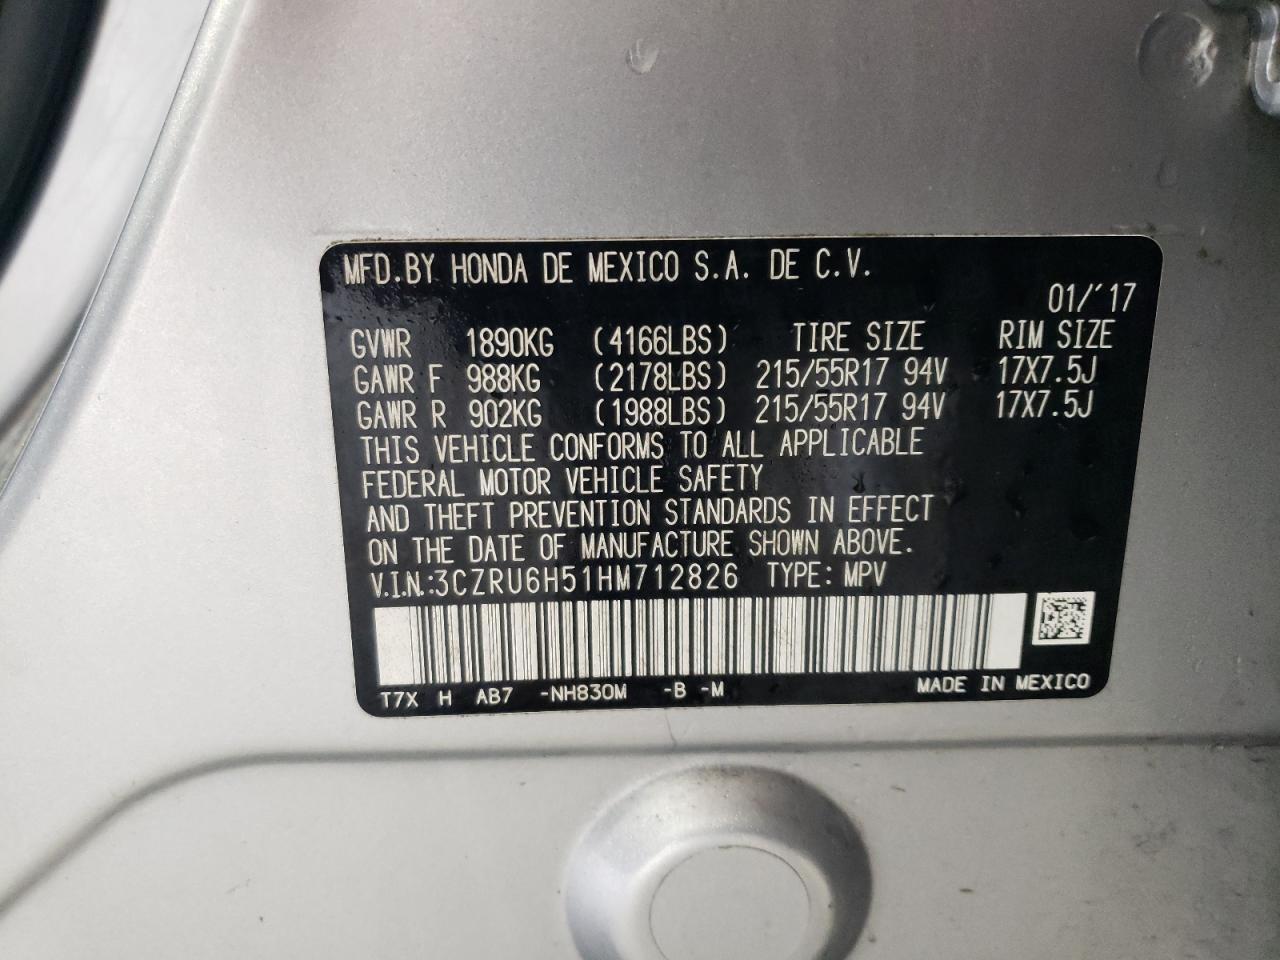 MFD.BY HONDA DE MEXICO S.A. DE C.V.
01/'17
GVWR 1890KG (4166LBS) TIRE SIZE RIM SIZE
GAWR F 988KG (2178LBS) 215/55R17 94V 17X7.5J
GAWR R 902KG (1988LBS) 215/55R17 94V 17X7.5J
THIS VEHICLE CONFORMS TO ALL APPLICABLE
FEDERAL MOTOR VEHICLE SAFETY
AND THEFT PREVENTION STANDARDS IN EFFECT
ON THE DATE OF MANUFACTURE SHOWN ABOVE.
V.I.N.:3CZRU6H51HM712826 TYPE: MPV
T7X H AB7 -NH830M -B -M MADE IN MEXICO